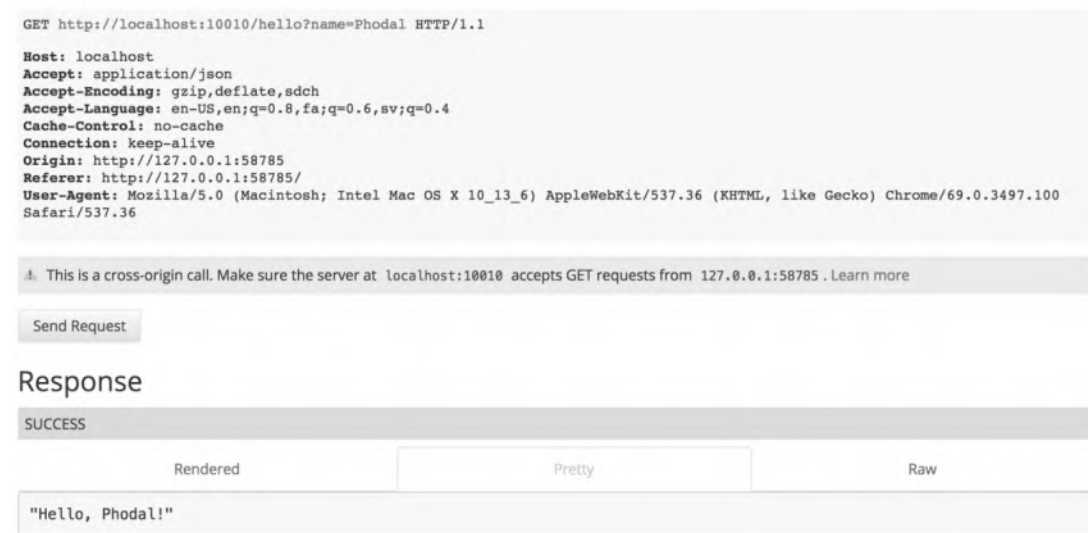 GET http://localhost:10010/hello?name=Phodal HTTP/1.1
Host: localhost
Accept: application/json
Accept-Encoding: gzip,deflate,sdch
Accept-Language: en-US,en;q=0.8,fa;q=0.6,sv;q=0.4
Cache-Control: no-cache
Connection: keep-alive
Origin: http://127.0.0.1:58785
Referer: http://127.0.0.1:58785/
User-Agent: Mozilla/5.0 (Macintosh; Intel Mac OS X 10_13_6) AppleWebKit/537.36 (KHTML, like Gecko) Chrome/69.0.3497.100
Safari/537.36
This is a cross-origin call. Make sure the server at localhost:10010 accepts GET requests from 127.0.0.1:58785 . Learn more
Send Request
Response
SUCCESS
Rendered Pretty Raw
"Hello, Phodal!"